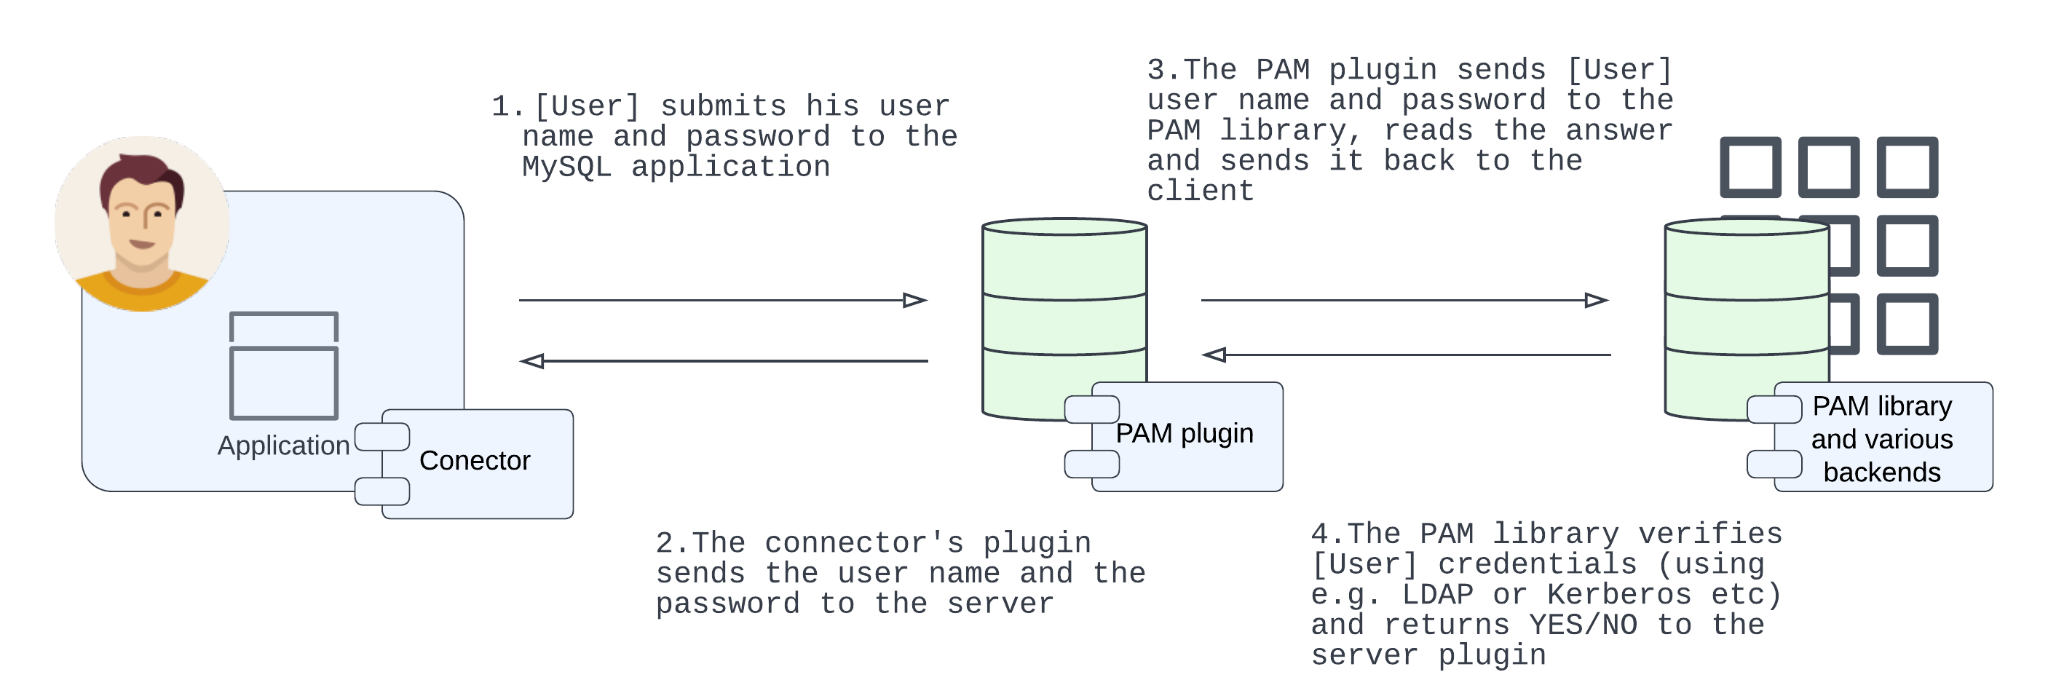 1.[User] submits his user
name and password to the
MySQL application
3.The PAM plugin sends [User]
user name and password to the
PAM library, reads the answer
and sends it back to the
client
Application
Conector
PAM plugin
PAM library
and various
backends
2.The connector's plugin
sends the user name and the
password to the server
4.The PAM library verifies
[User] credentials (using
e.g. LDAP or Kerberos etc)
and returns YES/NO to the
server plugin